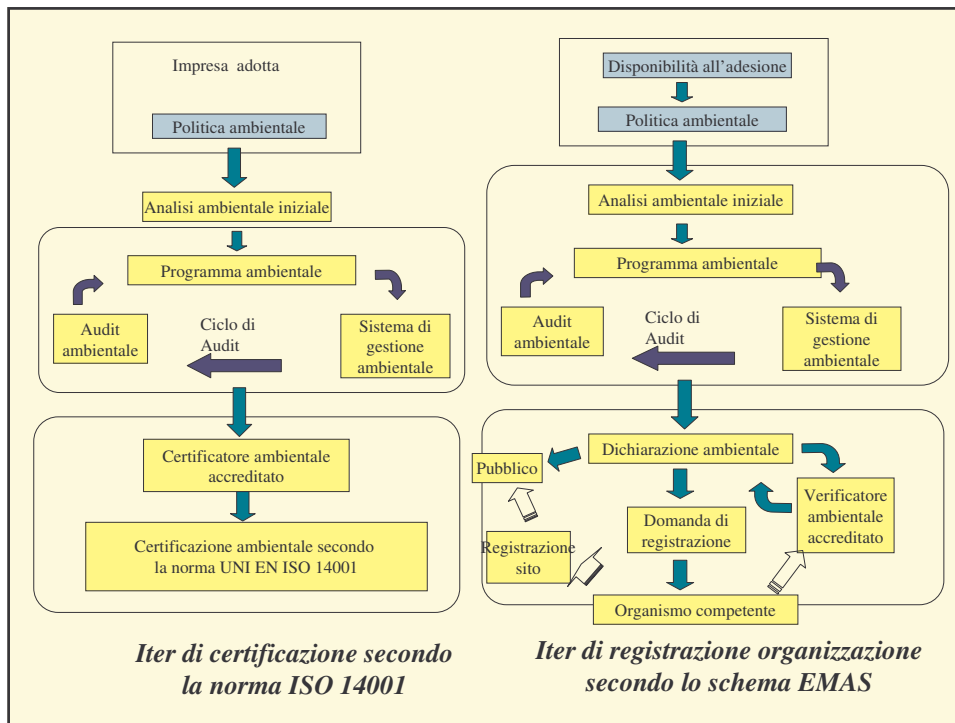 Impresa adotta
Politica ambientale
Analisi ambientale iniziale
Programma ambientale
Audit
ambientale
Ciclo di
Audit
Sistema di
gestione
ambientale
Certificatore ambientale
accreditato
Certificazione ambientale secondo
la norma UNI EN ISO 14001
Iter di certificazione secondo
la norma ISO 14001
Disponibilità all'adesione
Politica ambientale
Analisi ambientale iniziale
Programma ambientale
Audit
ambientale
Ciclo di
Audit
Sistema di
gestione
ambientale
Dichiarazione ambientale
Pubblico
Verificatore
ambientale
accreditato
Domanda di
registrazione
Registrazione
sito
Organismo competente
Iter di registrazione organizzazione
secondo lo schema EMAS